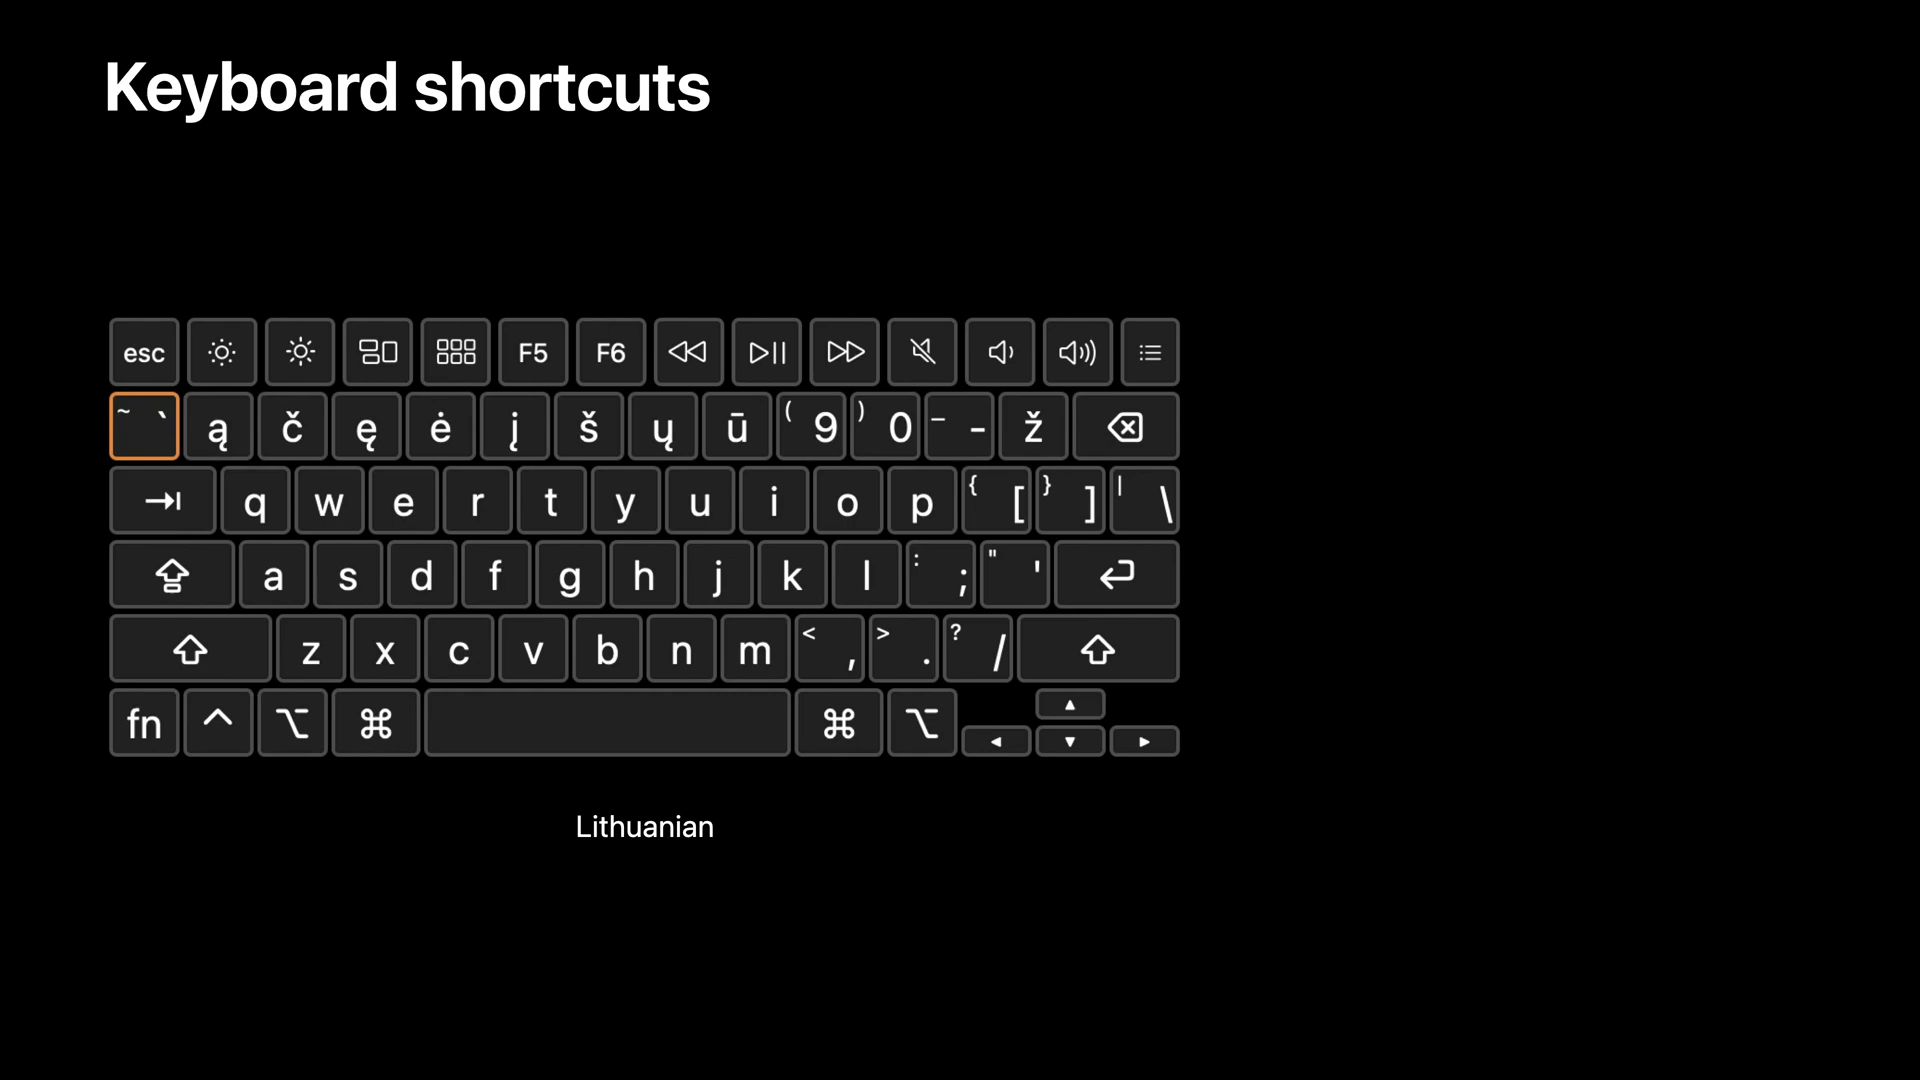 Keyboard shortcuts
esc F5 F6
~ ` ą č ę ė į š ų ū ( 9 ) 0 _ - ž
q w e r t y u i o p { [ } ] | \
a s d f g h j k l : ; " '
z x c v b n m < , > . ? /
fn ^ ⌥ ⌘ ⌘ ⌥
Lithuanian